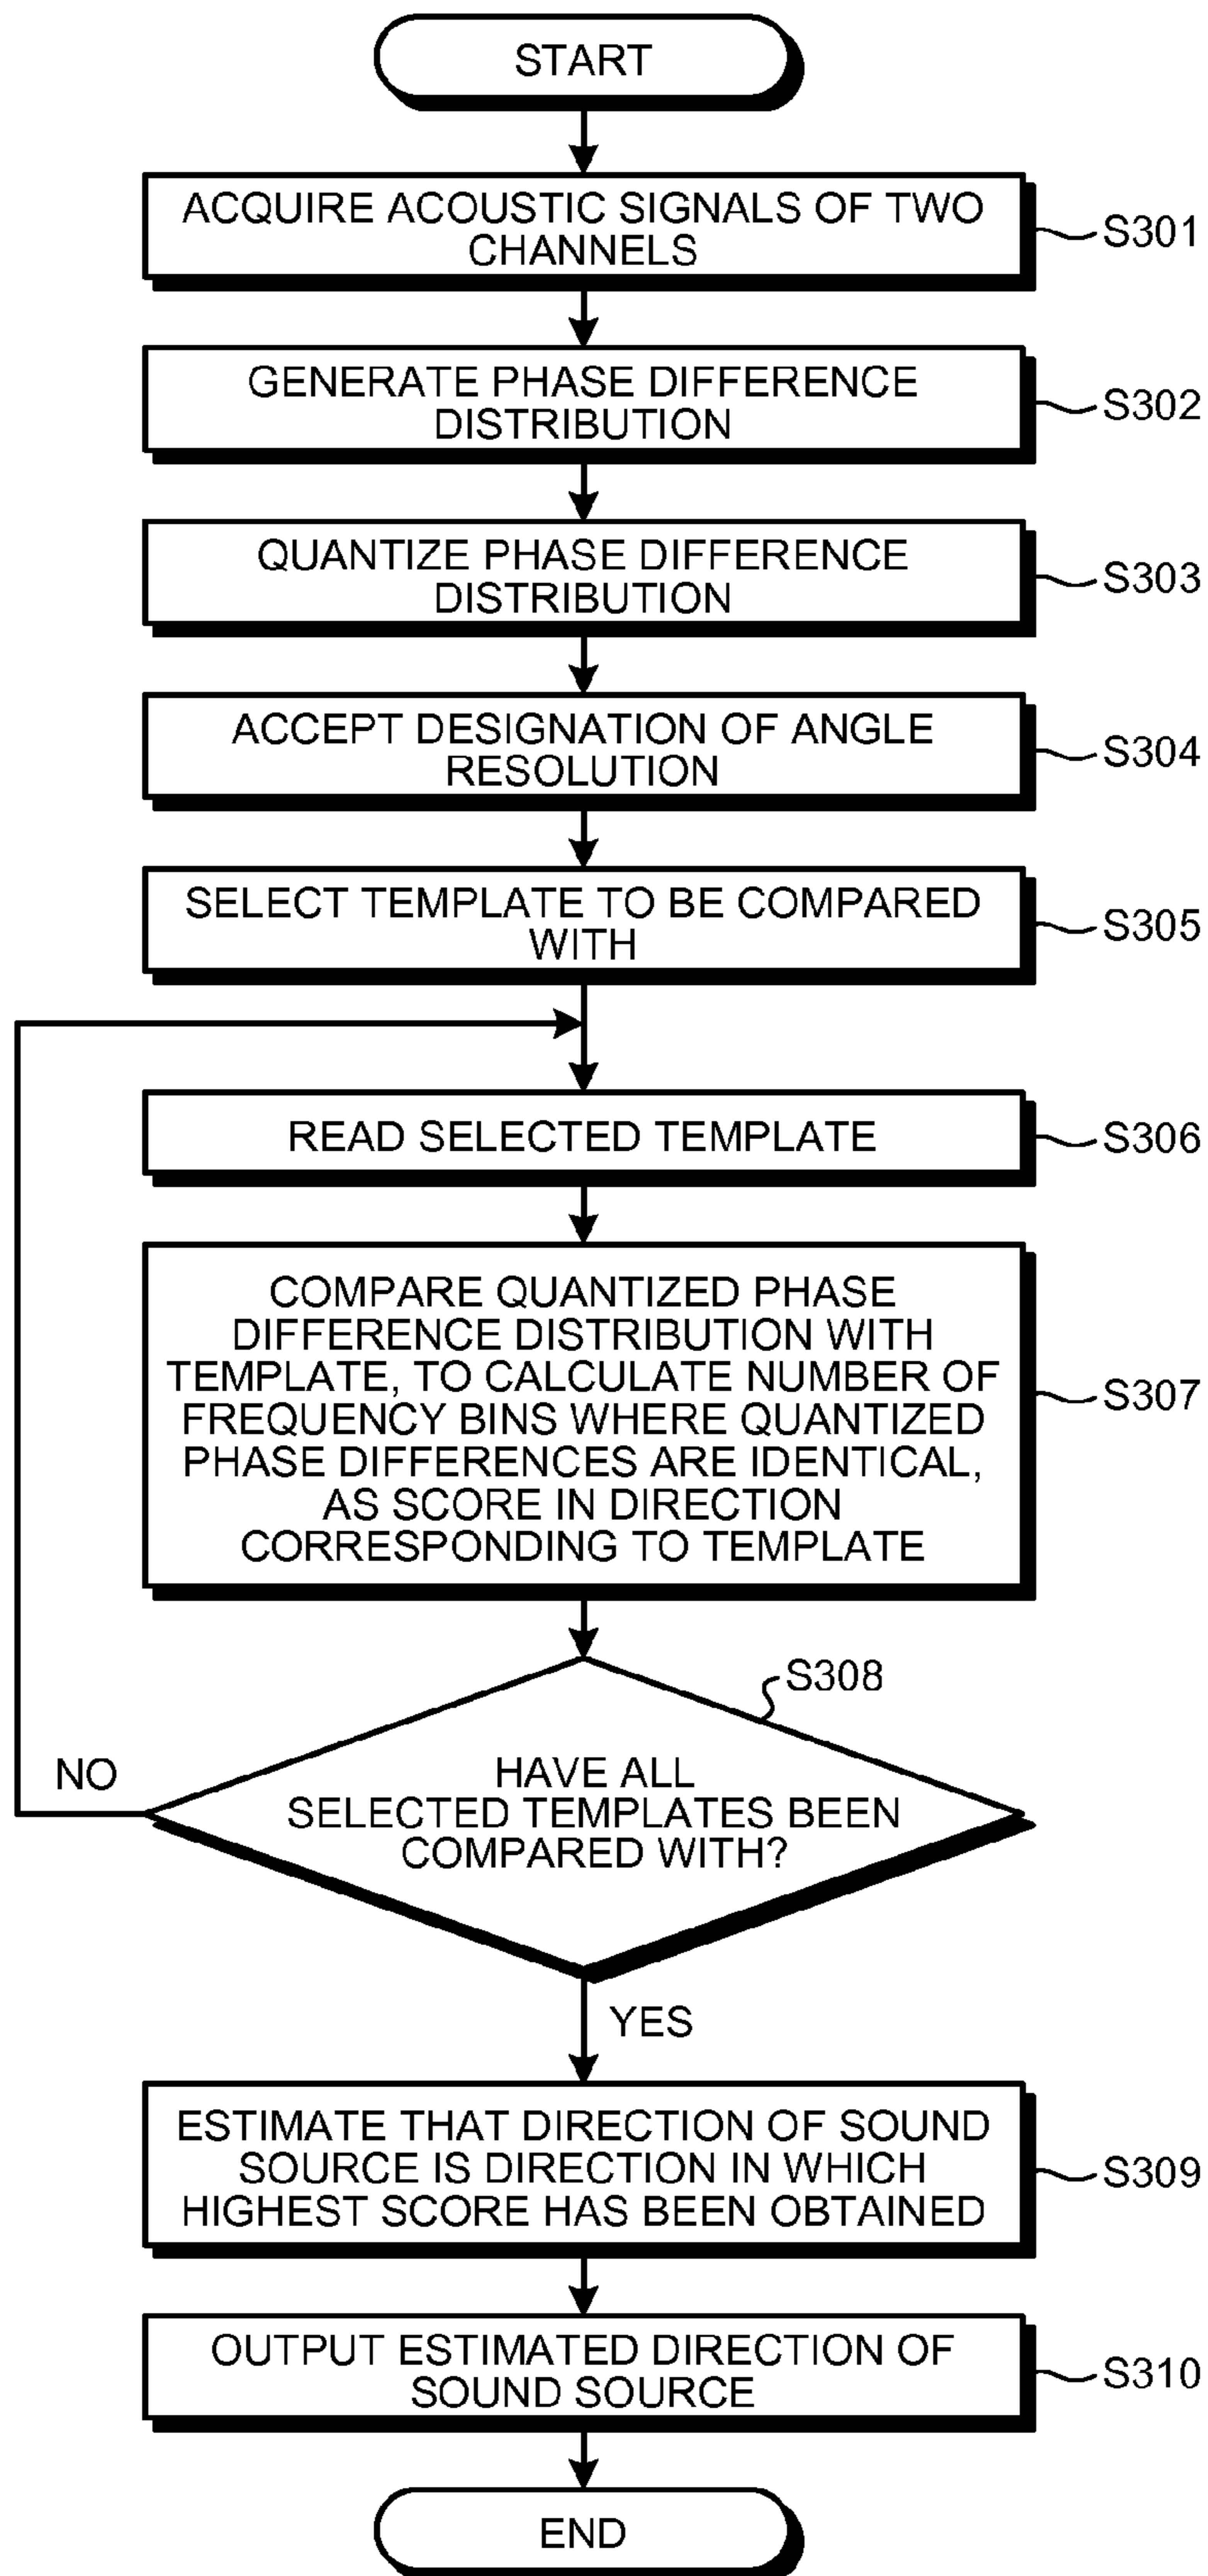 START
ACQUIRE ACOUSTIC SIGNALS OF TWO
CHANNELS
S301
GENERATE PHASE DIFFERENCE
DISTRIBUTION
S302
QUANTIZE PHASE DIFFERENCE
DISTRIBUTION
S303
ACCEPT DESIGNATION OF ANGLE
RESOLUTION
S304
SELECT TEMPLATE TO BE COMPARED
WITH
S305
READ SELECTED TEMPLATE
S306
COMPARE QUANTIZED PHASE
DIFFERENCE DISTRIBUTION WITH
TEMPLATE, TO CALCULATE NUMBER OF
FREQUENCY BINS WHERE QUANTIZED
PHASE DIFFERENCES ARE IDENTICAL,
AS SCORE IN DIRECTION
CORRESPONDING TO TEMPLATE
S307
S308
HAVE ALL
SELECTED TEMPLATES BEEN
COMPARED WITH?
NO
YES
ESTIMATE THAT DIRECTION OF SOUND
SOURCE IS DIRECTION IN WHICH
HIGHEST SCORE HAS BEEN OBTAINED
S309
OUTPUT ESTIMATED DIRECTION OF
SOUND SOURCE
S310
END